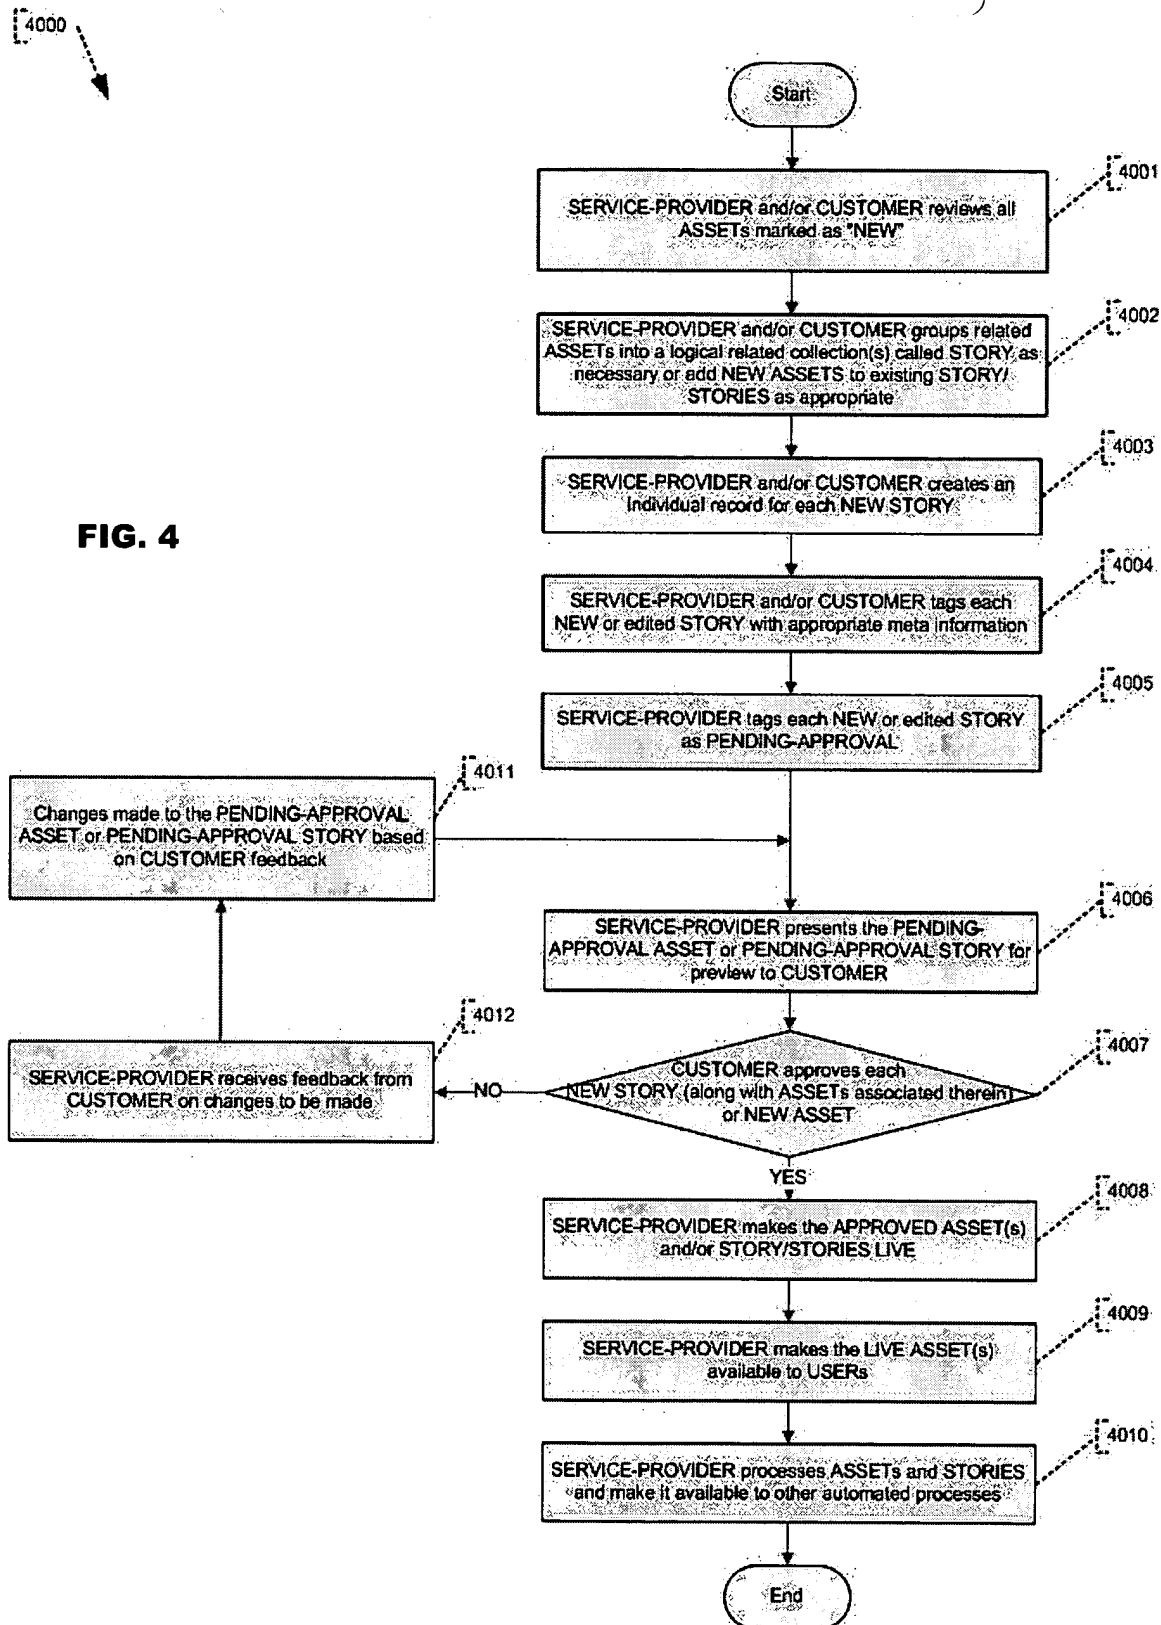 4000
Start
4001
SERVICE-PROVIDER and/or CUSTOMER reviews all
ASSETs marked as "NEW"
4002
SERVICE-PROVIDER and/or CUSTOMER groups related
ASSETs into a logical related collection(s) called STORY as
necessary or add NEW ASSETS to existing STORY/
STORIES as appropriate
4003
SERVICE-PROVIDER and/or CUSTOMER creates an
individual record for each NEW STORY
FIG. 4
4004
SERVICE-PROVIDER and/or CUSTOMER tags each
NEW or edited STORY with appropriate meta information
4005
SERVICE-PROVIDER tags each NEW or edited STORY
as PENDING-APPROVAL
4011
Changes made to the PENDING-APPROVAL
ASSET or PENDING-APPROVAL STORY based
on CUSTOMER feedback
4006
SERVICE-PROVIDER presents the PENDING-
APPROVAL ASSET or PENDING-APPROVAL STORY for
preview to CUSTOMER
4012
SERVICE-PROVIDER receives feedback from
CUSTOMER on changes to be made
NO
4007
CUSTOMER approves each
NEW STORY (along with ASSETs associated therein)
or NEW ASSET
YES
4008
SERVICE-PROVIDER makes the APPROVED ASSET(s)
and/or STORY/STORIES LIVE
4009
SERVICE-PROVIDER makes the LIVE ASSET(s)
available to USERs
4010
SERVICE-PROVIDER processes ASSETs and STORIES
and make it available to other automated processes
End